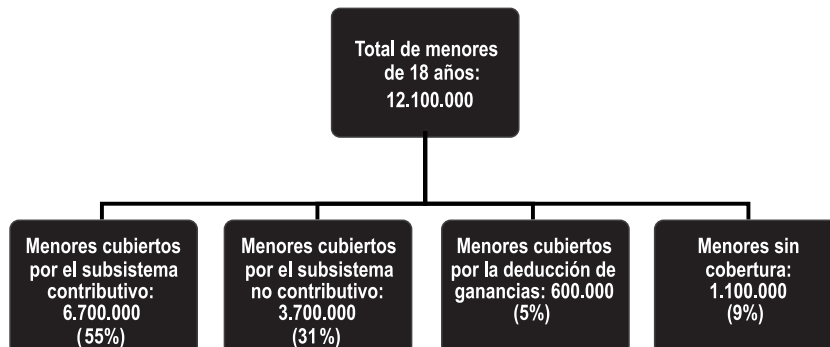 Total de menores
de 18 años:
12.100.000
Menores cubiertos
por el subsistema
contributivo:
6.700.000
(55%)
Menores cubiertos
por el subsistema
no contributivo:
3.700.000
(31%)
Menores cubiertos
por la deducción de
ganancias: 600.000
(5%)
Menores sin
cobertura:
1.100.000
(9%)